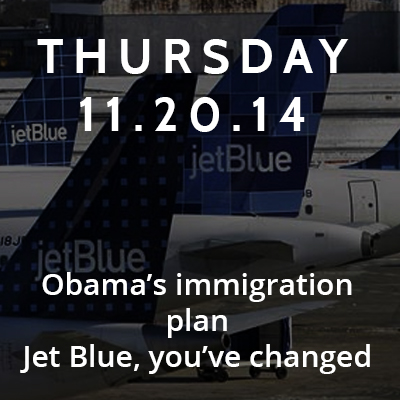 THURSDAY
11.20.14
jetBlue
jetBlue
jetBlue
Obama’s immigration
plan
Jet Blue, you’ve changed